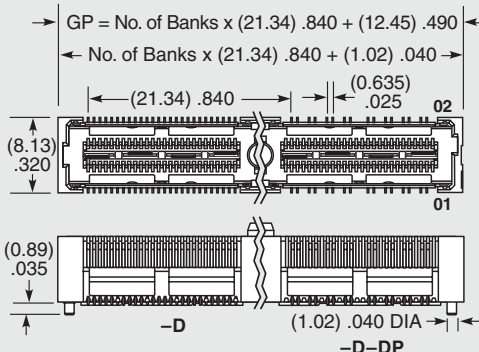 GP = No. of Banks x (21.34) .840 + (12.45) .490
No. of Banks x (21.34) .840 + (1.02) .040
(21.34) .840
(0.635)
.025
02
(8.13)
.320
01
(0.89)
.035
–D
(1.02) .040 DIA
–D–DP